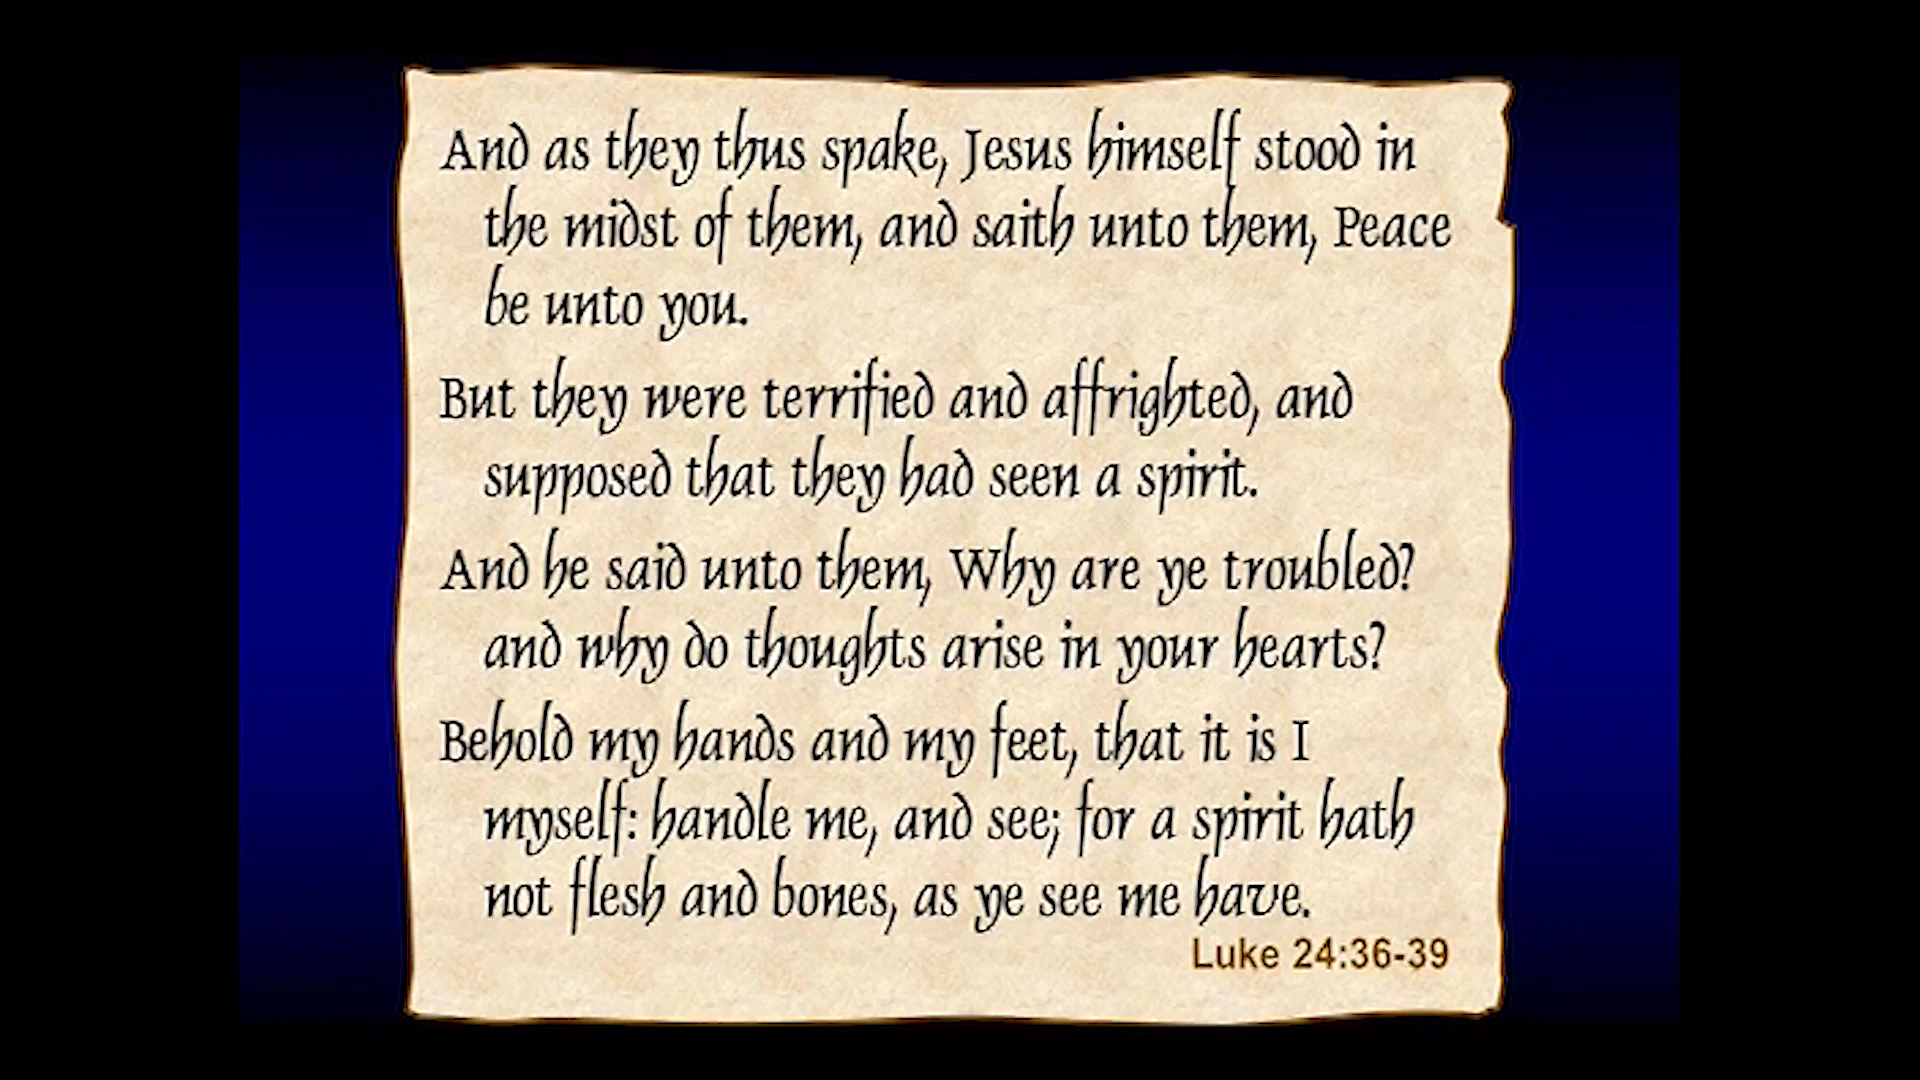 And as they thus spake, Jesus himself stood in
the midst of them, and saith unto them, Peace
be unto you.
But they were terrified and affrighted, and
supposed that they had seen a spirit.
And he said unto them, Why are ye troubled?
and why do thoughts arise in your hearts?
Behold my hands and my feet, that it is I
myself: handle me, and see; for a spirit hath
not flesh and bones, as ye see me have.
Luke 24:36-39